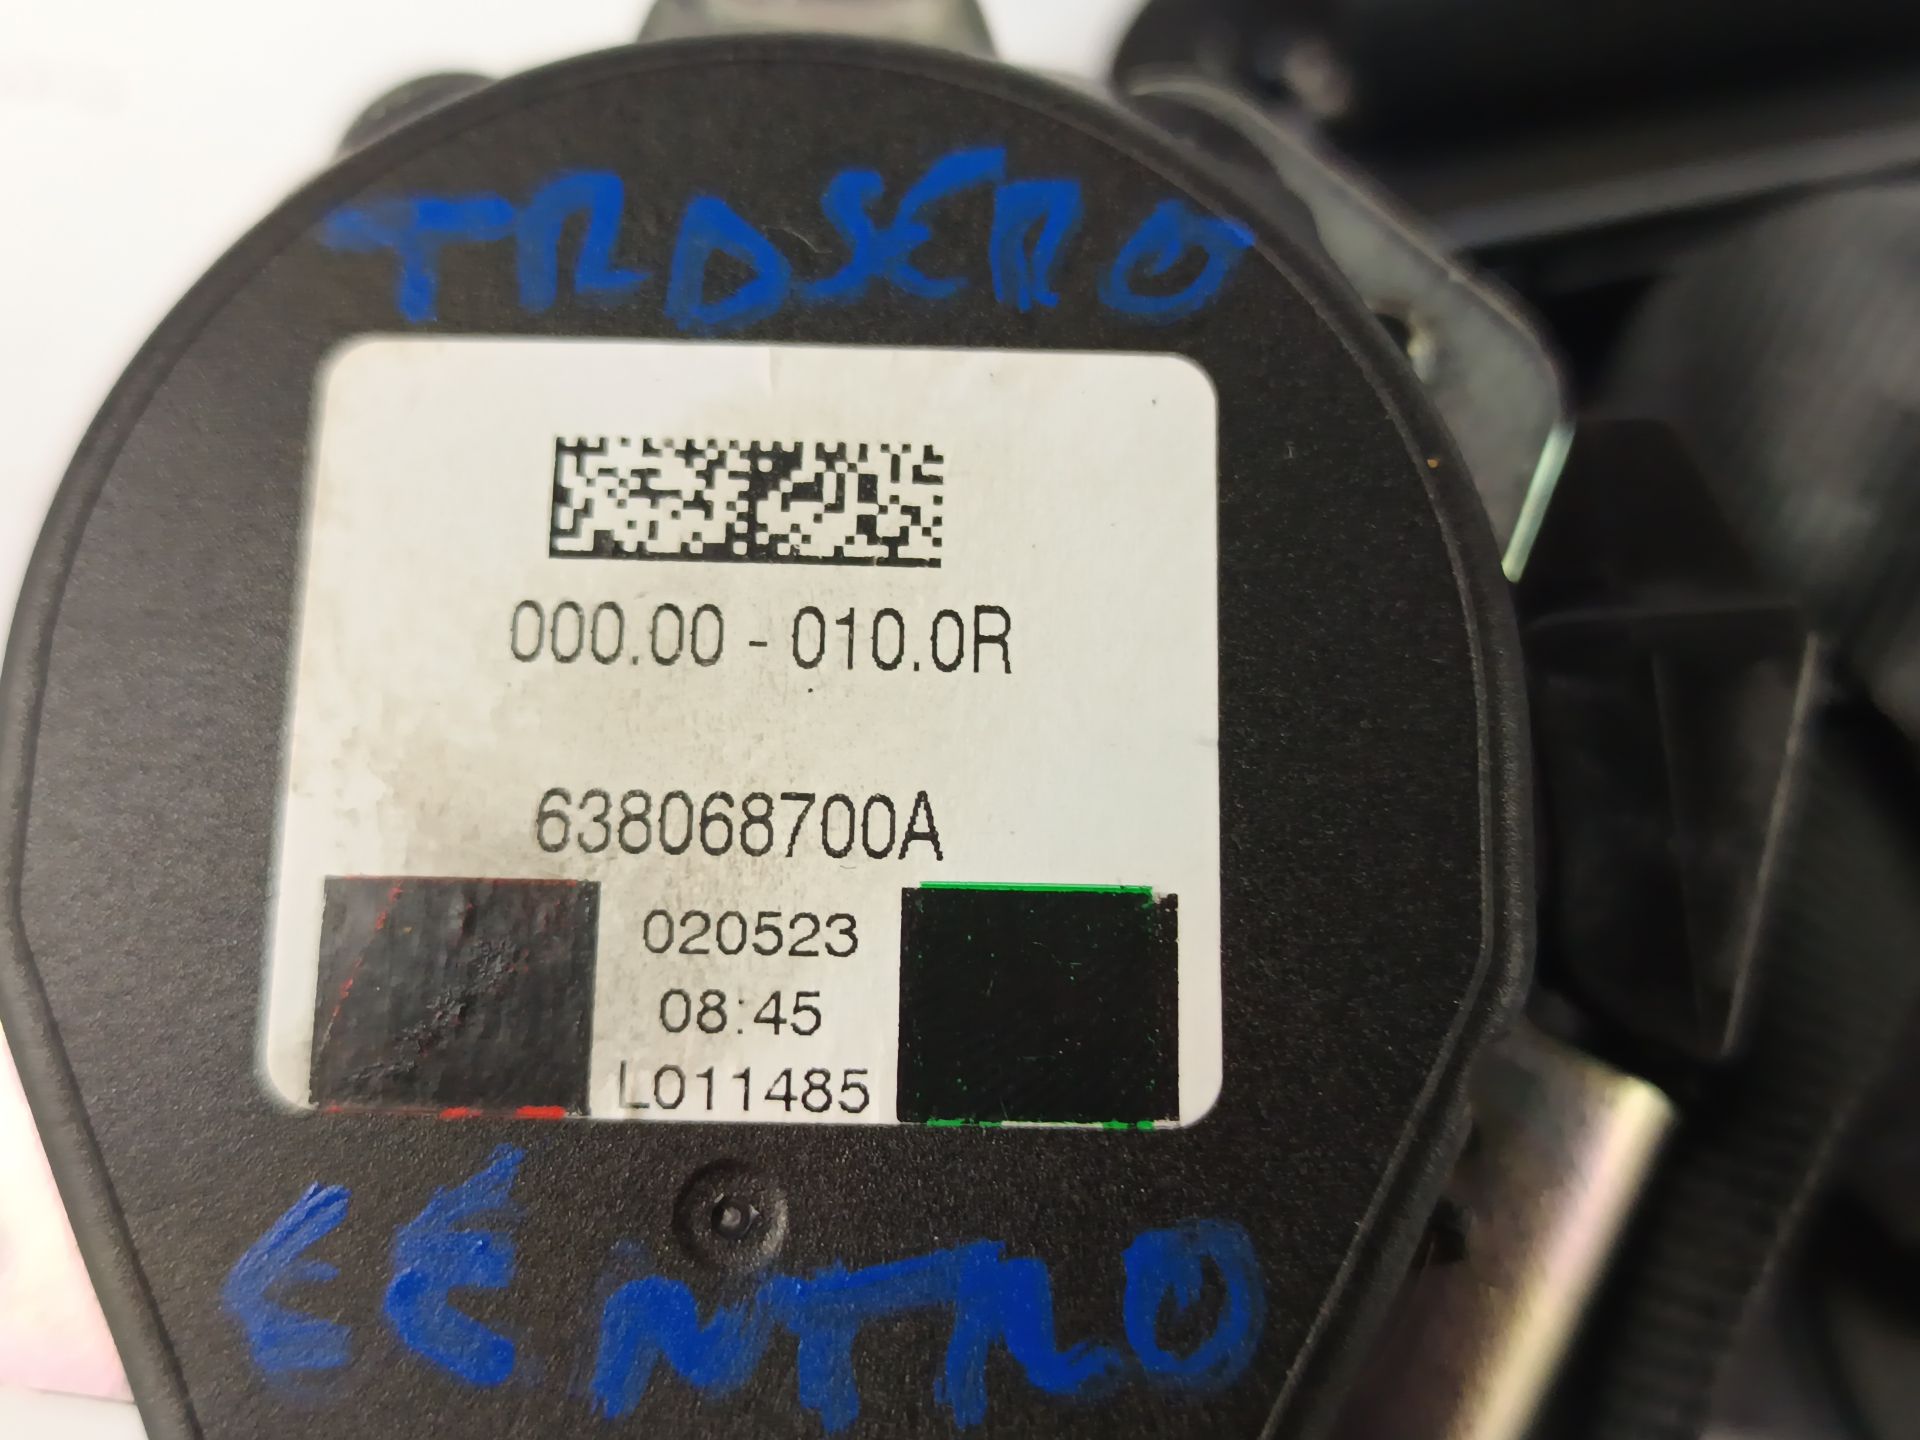 TRASERO
000.00 - 010.0R
638068700A
020523
08:45
L011485
CENTRO